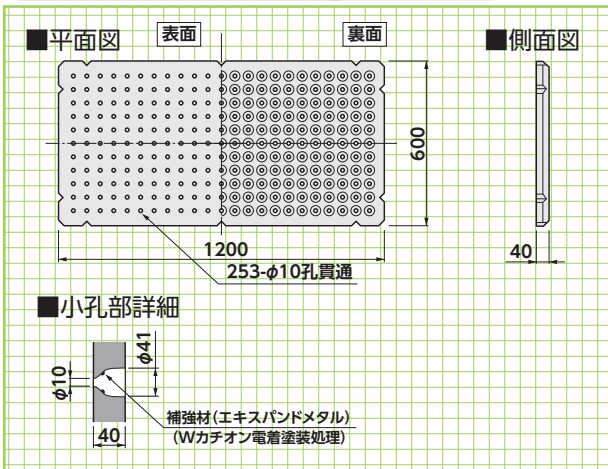 ■平面図
表面
裏面
■側面図
600
1200
253-φ10孔貫通
40
■小孔部詳細
φ10
φ41
補強材(エキスパンドメタル)
(Wカチオン電着塗装処理)
40